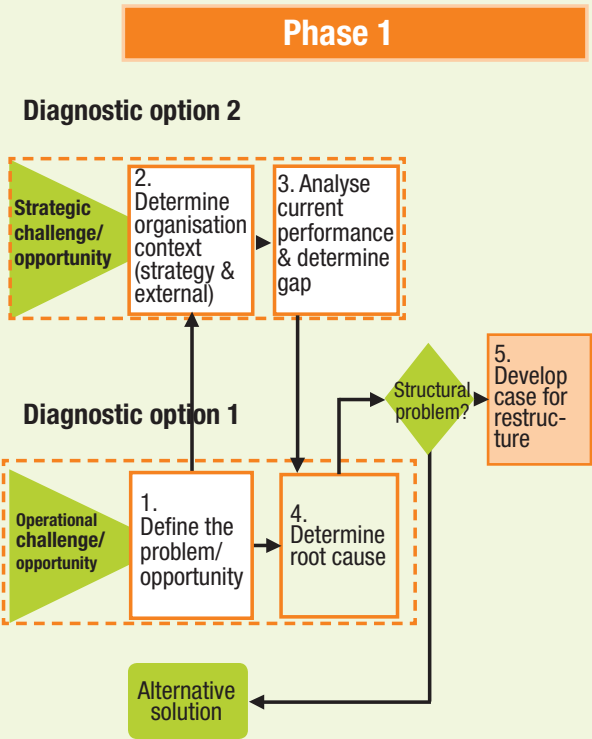 Phase 1
Diagnostic option 2
Strategic
challenge/
opportunity
2.
Determine
organisation
context
(strategy &
external)
3. Analyse
current
performance
& determine
gap
Structural
problem?
5.
Develop
case for
restruc-
ture
Diagnostic option 1
Operational
challenge/
opportunity
1.
Define the
problem/
opportunity
4.
Determine
root cause
Alternative
solution